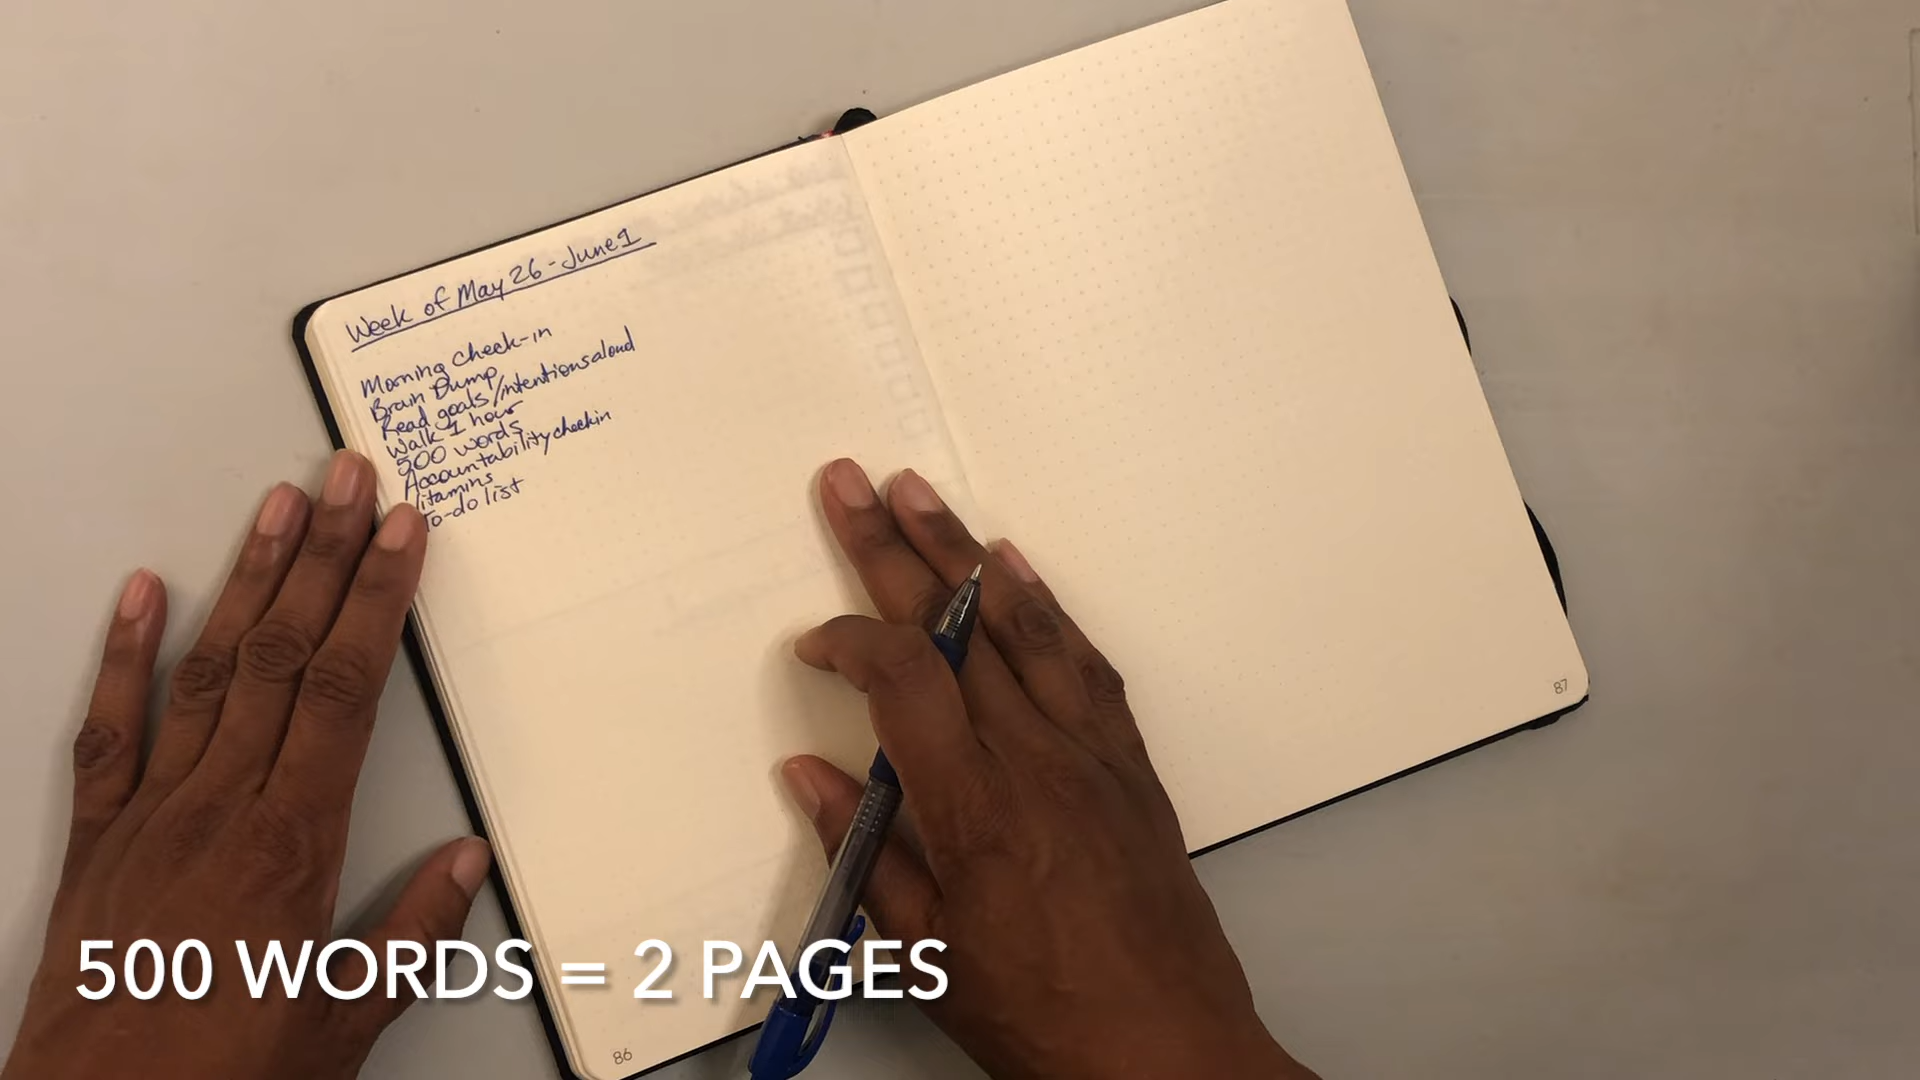 Week of May 26 - June 1
Morning Check-in
Brain Dump
Read goals/intentions aloud
Walk 1 hour
500 words
Accountability checkin
Vitamins
To-do list
86
87
500 WORDS = 2 PAGES